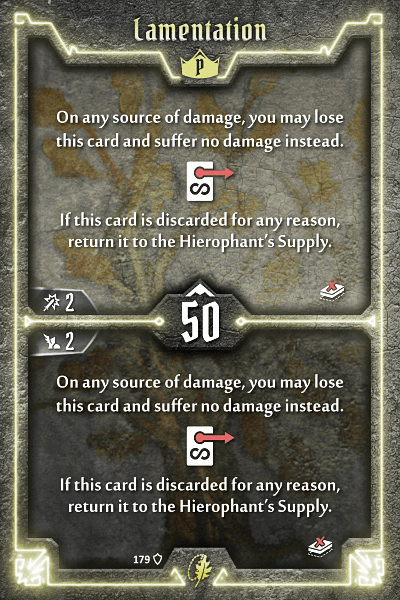 Lamentation
P
On any source of damage, you may lose
this card and suffer no damage instead.
If this card is discarded for any reason,
return it to the Hierophant's Supply.
2
50
2
On any source of damage, you may lose
this card and suffer no damage instead.
If this card is discarded for any reason,
return it to the Hierophant's Supply.
179